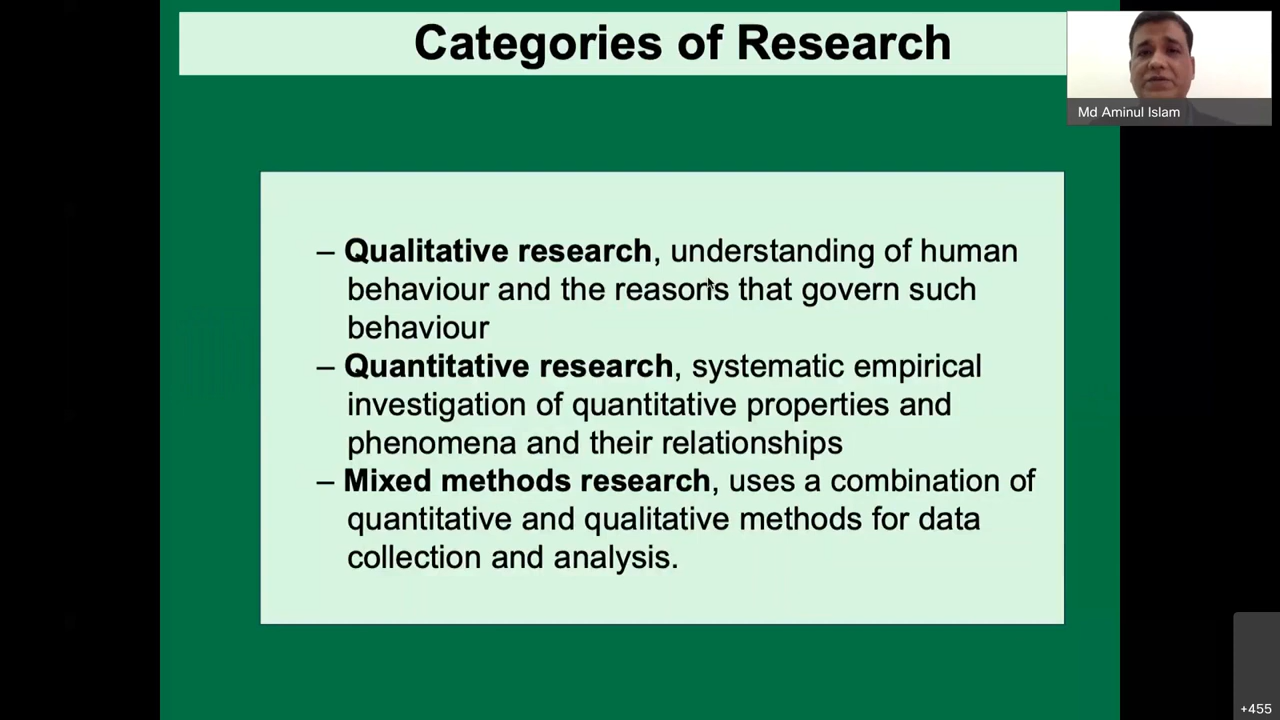 Categories of Research
Md Aminul Islam
– Qualitative research, understanding of human
behaviour and the reasons that govern such
behaviour
– Quantitative research, systematic empirical
investigation of quantitative properties and
phenomena and their relationships
– Mixed methods research, uses a combination of
quantitative and qualitative methods for data
collection and analysis.
+455